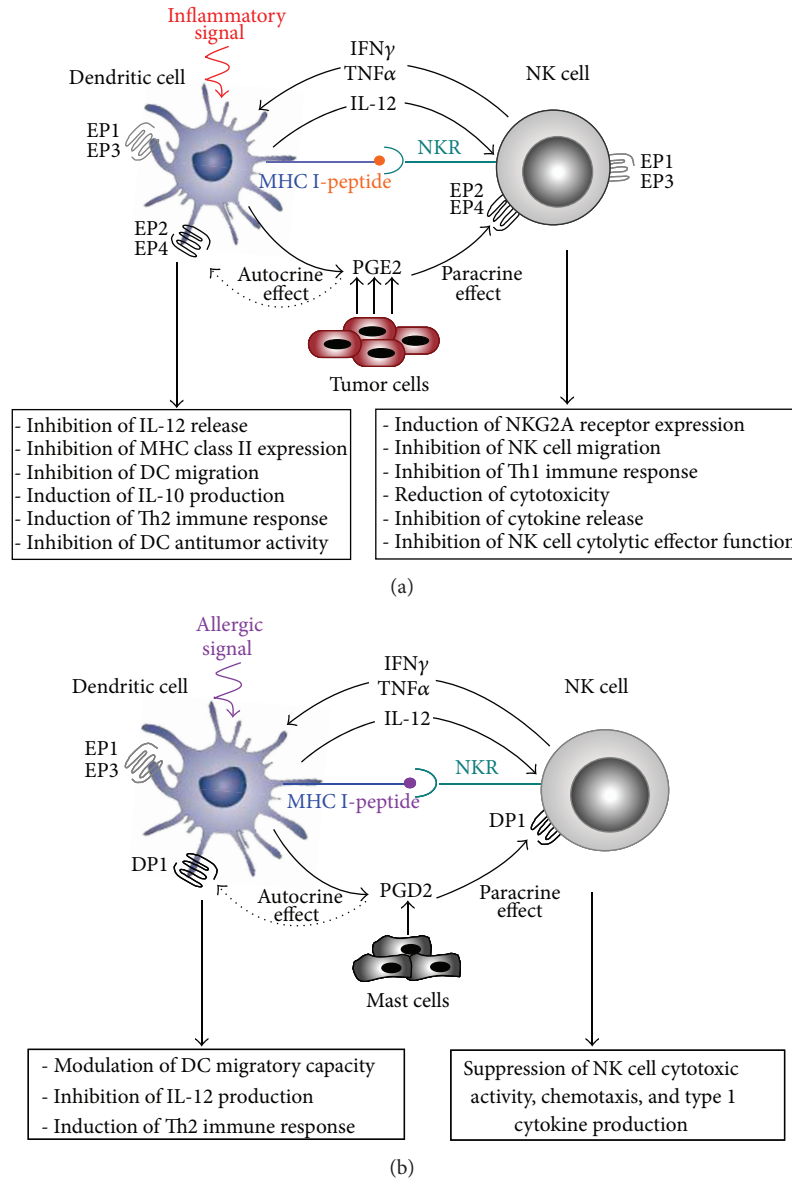 Inflammatory
signal
Dendritic cell
IFNγ
TNFα
IL-12
NK cell
EP1
EP3
NKR
MHC I-peptide
EP1
EP3
EP2
EP4
EP2
EP4
Autocrine
effect
PGE2
Paracrine
effect
Tumor cells
- Inhibition of IL-12 release
- Inhibition of MHC class II expression
- Inhibition of DC migration
- Induction of IL-10 production
- Induction of Th2 immune response
- Inhibition of DC antitumor activity
- Induction of NKG2A receptor expression
- Inhibition of NK cell migration
- Inhibition of Th1 immune response
- Reduction of cytotoxicity
- Inhibition of cytokine release
- Inhibition of NK cell cytolytic effector function
(a)
Allergic
signal
Dendritic cell
IFNγ
TNFα
IL-12
NK cell
EP1
EP3
NKR
MHC I-peptide
DP1
DP1
Autocrine
effect
PGD2
Paracrine
effect
Mast cells
- Modulation of DC migratory capacity
- Inhibition of IL-12 production
- Induction of Th2 immune response
Suppression of NK cell cytotoxic
activity, chemotaxis, and type 1
cytokine production
(b)